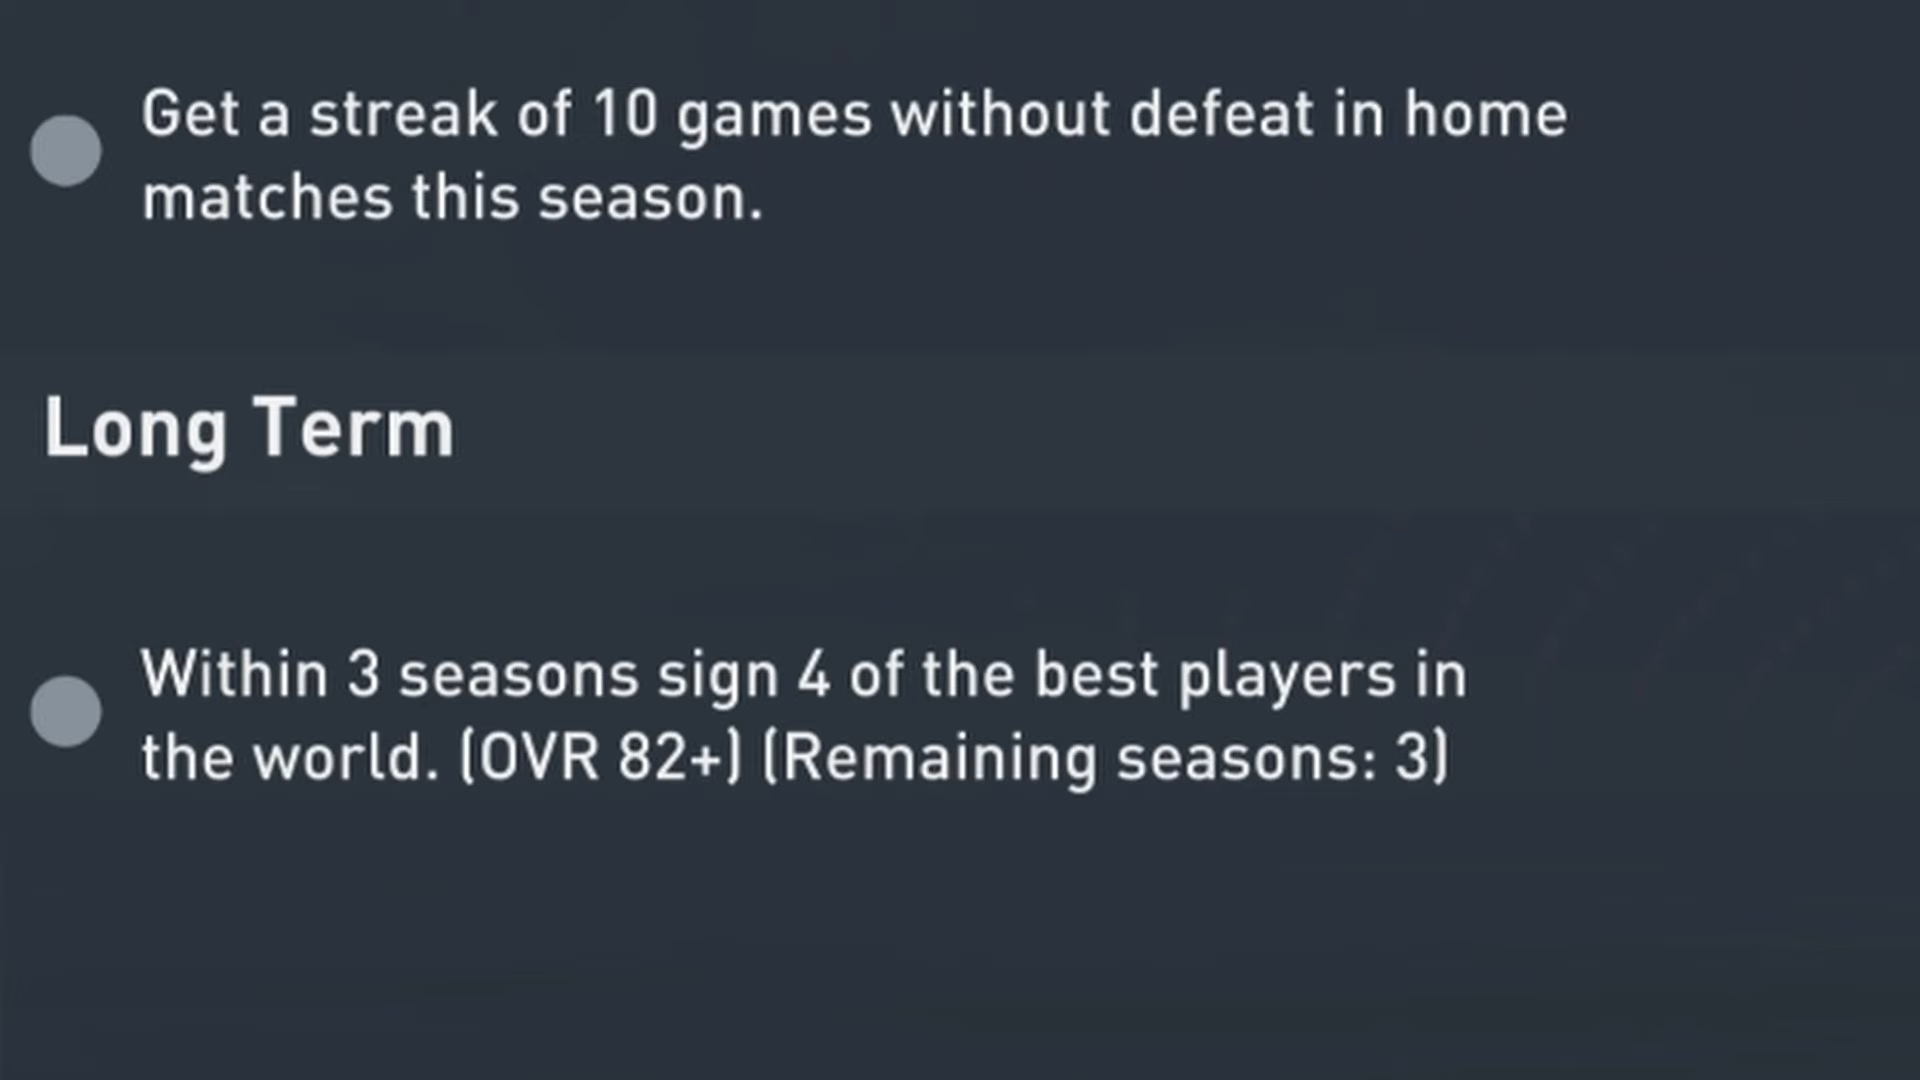 Get a streak of 10 games without defeat in home
matches this season.
Long Term
Within 3 seasons sign 4 of the best players in
the world. (OVR 82+) (Remaining seasons: 3)